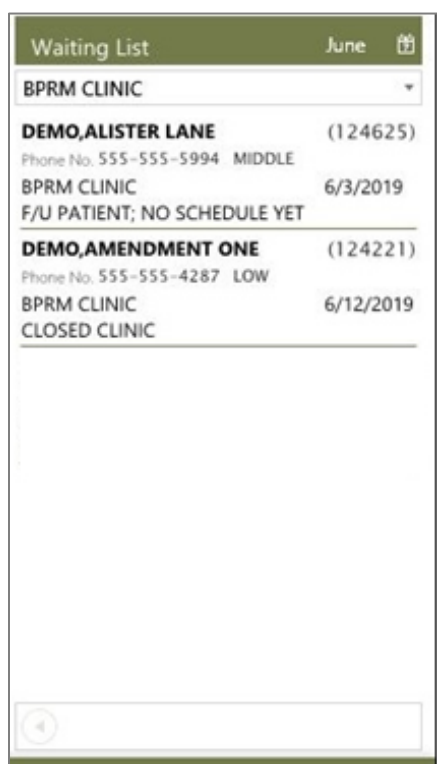 Waiting List June
BPRM CLINIC
DEMO,ALISTER LANE (124625)
Phone No. 555-555-5994 MIDDLE
BPRM CLINIC 6/3/2019
F/U PATIENT; NO SCHEDULE YET
DEMO,AMENDMENT ONE (124221)
Phone No. 555-555-4287 LOW
BPRM CLINIC 6/12/2019
CLOSED CLINIC